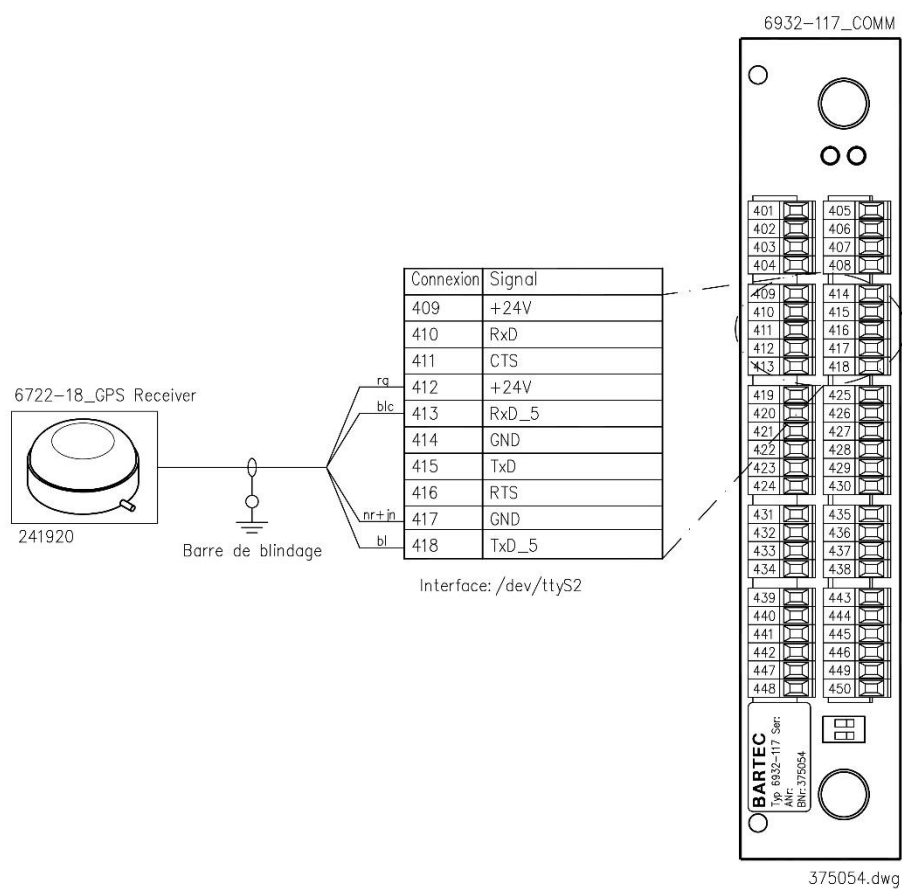 6932-117_COMM
401 405
402 406
403 407
404 408
409 414
410 415
411 416
412 417
413 418
419 425
420 426
421 427
422 428
423 429
424 430
431 435
432 436
433 437
434 438
439 443
440 444
441 445
442 446
447 449
448 450
BARTEC
Typ 6932-117 Ser:
ANr:
BNr:375054
375054.dwg
Connexion Signal
409 +24V
410 RxD
411 CTS
412 +24V
413 RxD_5
414 GND
415 TxD
416 RTS
417 GND
418 TxD_5
Interface: /dev/ttyS2
rg
blc
nr+jn
bl
6722-18_GPS Receiver
241920
Barre de blindage